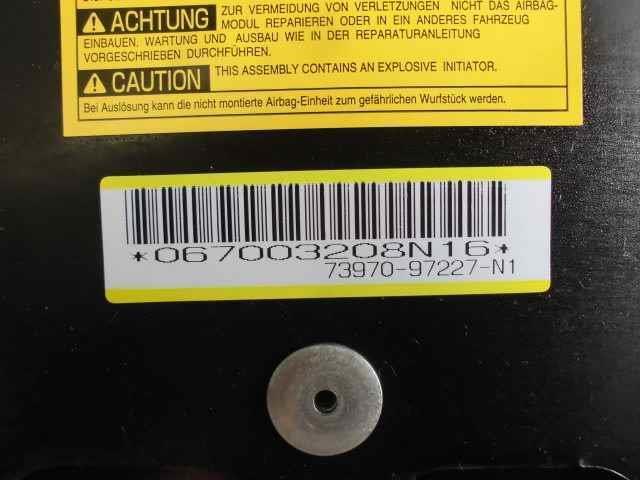 ZUR VERMEIDUNG VON VERLETZUNGEN NICHT DAS AIRBAG-
ACHTUNG MODUL REPARIEREN ODER IN EIN ANDERES FAHRZEUG
EINBAUEN. WARTUNG UND AUSBAU WIE IN DER REPARATURANLEITUNG
VORGESCHRIEBEN DURCHFÜHREN.
CAUTION THIS ASSEMBLY CONTAINS AN EXPLOSIVE INITIATOR.
Bei Auslösung kann die nicht montierte Airbag-Einheit zum gefährlichen Wurfstück werden.
*067003208N16*
73970-97227-N1